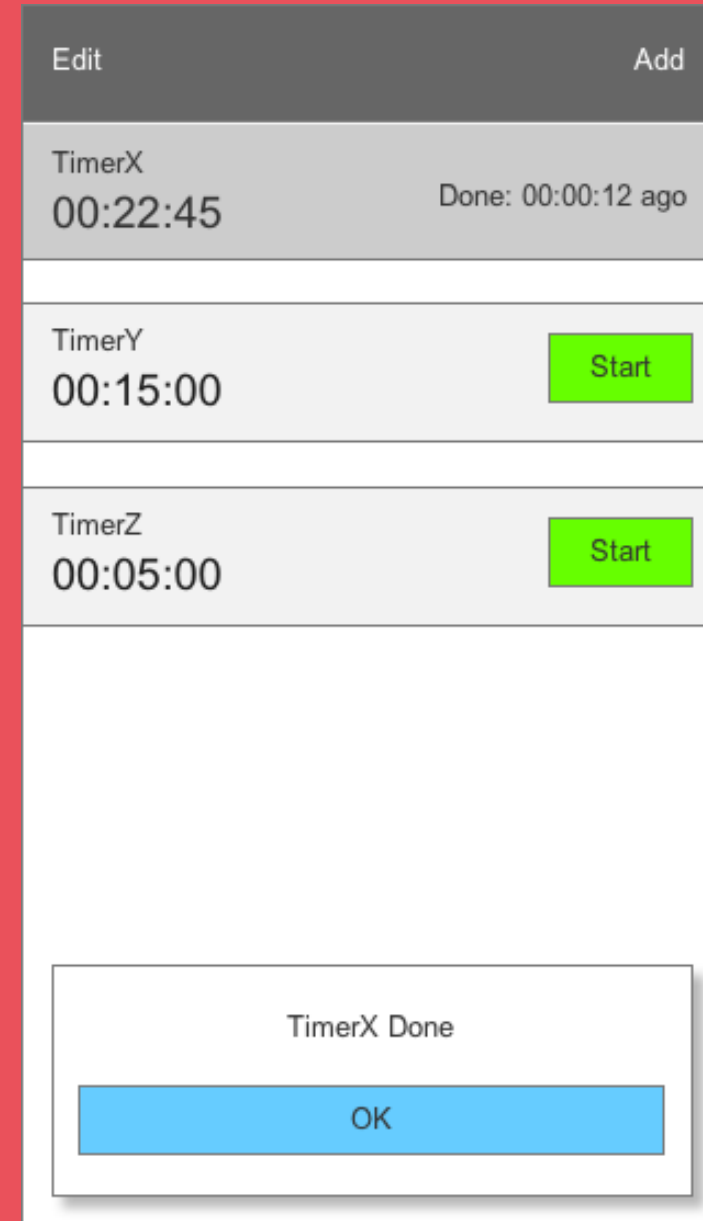 Edit
Add
TimerX
00:22:45
Done: 00:00:12 ago
TimerY
00:15:00
Start
TimerZ
00:05:00
Start
TimerX Done
OK